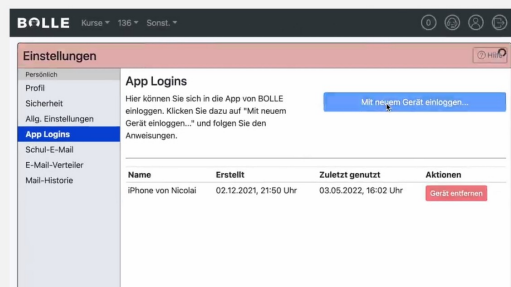 BOLLE Kurse 136 Sonst. 0
Einstellungen
Hilfe
Persönlich
Profil
Sicherheit
Allg. Einstellungen
App Logins
Schul-E-Mail
E-Mail-Verteiler
Mail-Historie
App Logins
Hier können Sie sich in die App von BOLLE
einloggen. Klicken Sie dazu auf "Mit neuem
Gerät einloggen..." und folgen Sie den
Anweisungen.
Mit neuem Gerät einloggen...
Name Erstellt Zuletzt genutzt Aktionen
iPhone von Nicolai 02.12.2021, 21:50 Uhr 03.05.2022, 16:02 Uhr Gerät entfernen